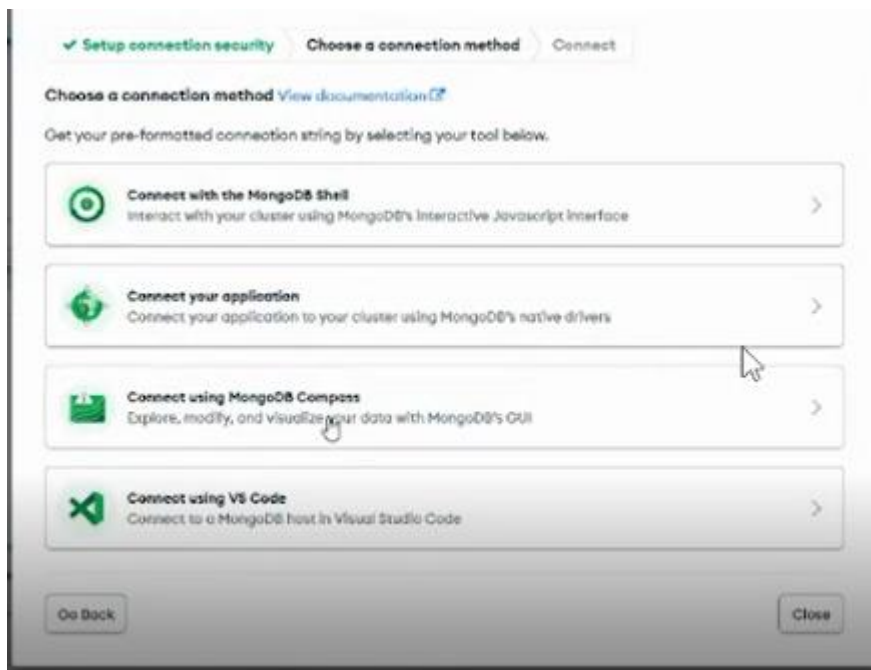 ✔ Setup connection security Choose a connection method Connect
Choose a connection method View documentation
Get your pre-formatted connection string by selecting your tool below.
Connect with the MongoDB Shell
Interact with your cluster using MongoDB's interactive Javascript interface
Connect your application
Connect your application to your cluster using MongoDB's native drivers
Connect using MongoDB Compass
Explore, modify, and visualize your data with MongoDB's GUI
Connect using VS Code
Connect to a MongoDB host in Visual Studio Code
Go Back Close